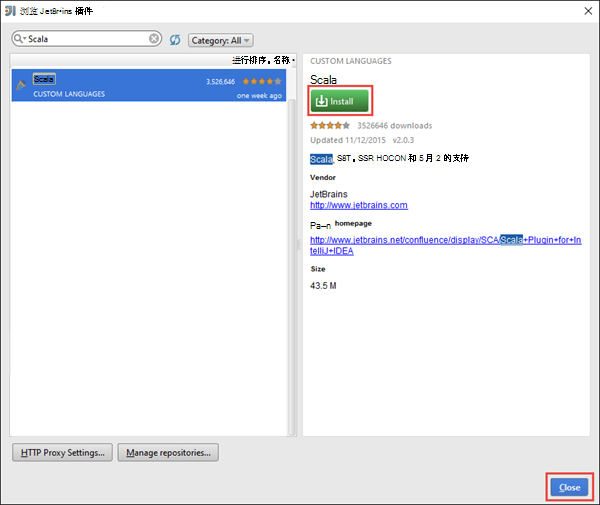 浏览 JetBrains 插件
Scala
Category: All
进行排序。名称
Scala
3,526,646
CUSTOM LANGUAGES
one week ago
CUSTOM LANGUAGES
Scala
Install
3526646 downloads
Updated 11/12/2015 v2.0.3
Scala, SBT，SSR HOCON 和 5 月 2 的支持
Vendor
JetBrains
http://www.jetbrains.com
homepage
http://www.jetbrains.net/confluence/display/SCA/Scala+Plugin+for+In
telliJ+IDEA
Size
43.5 M
HTTP Proxy Settings...
Manage repositories...
Close